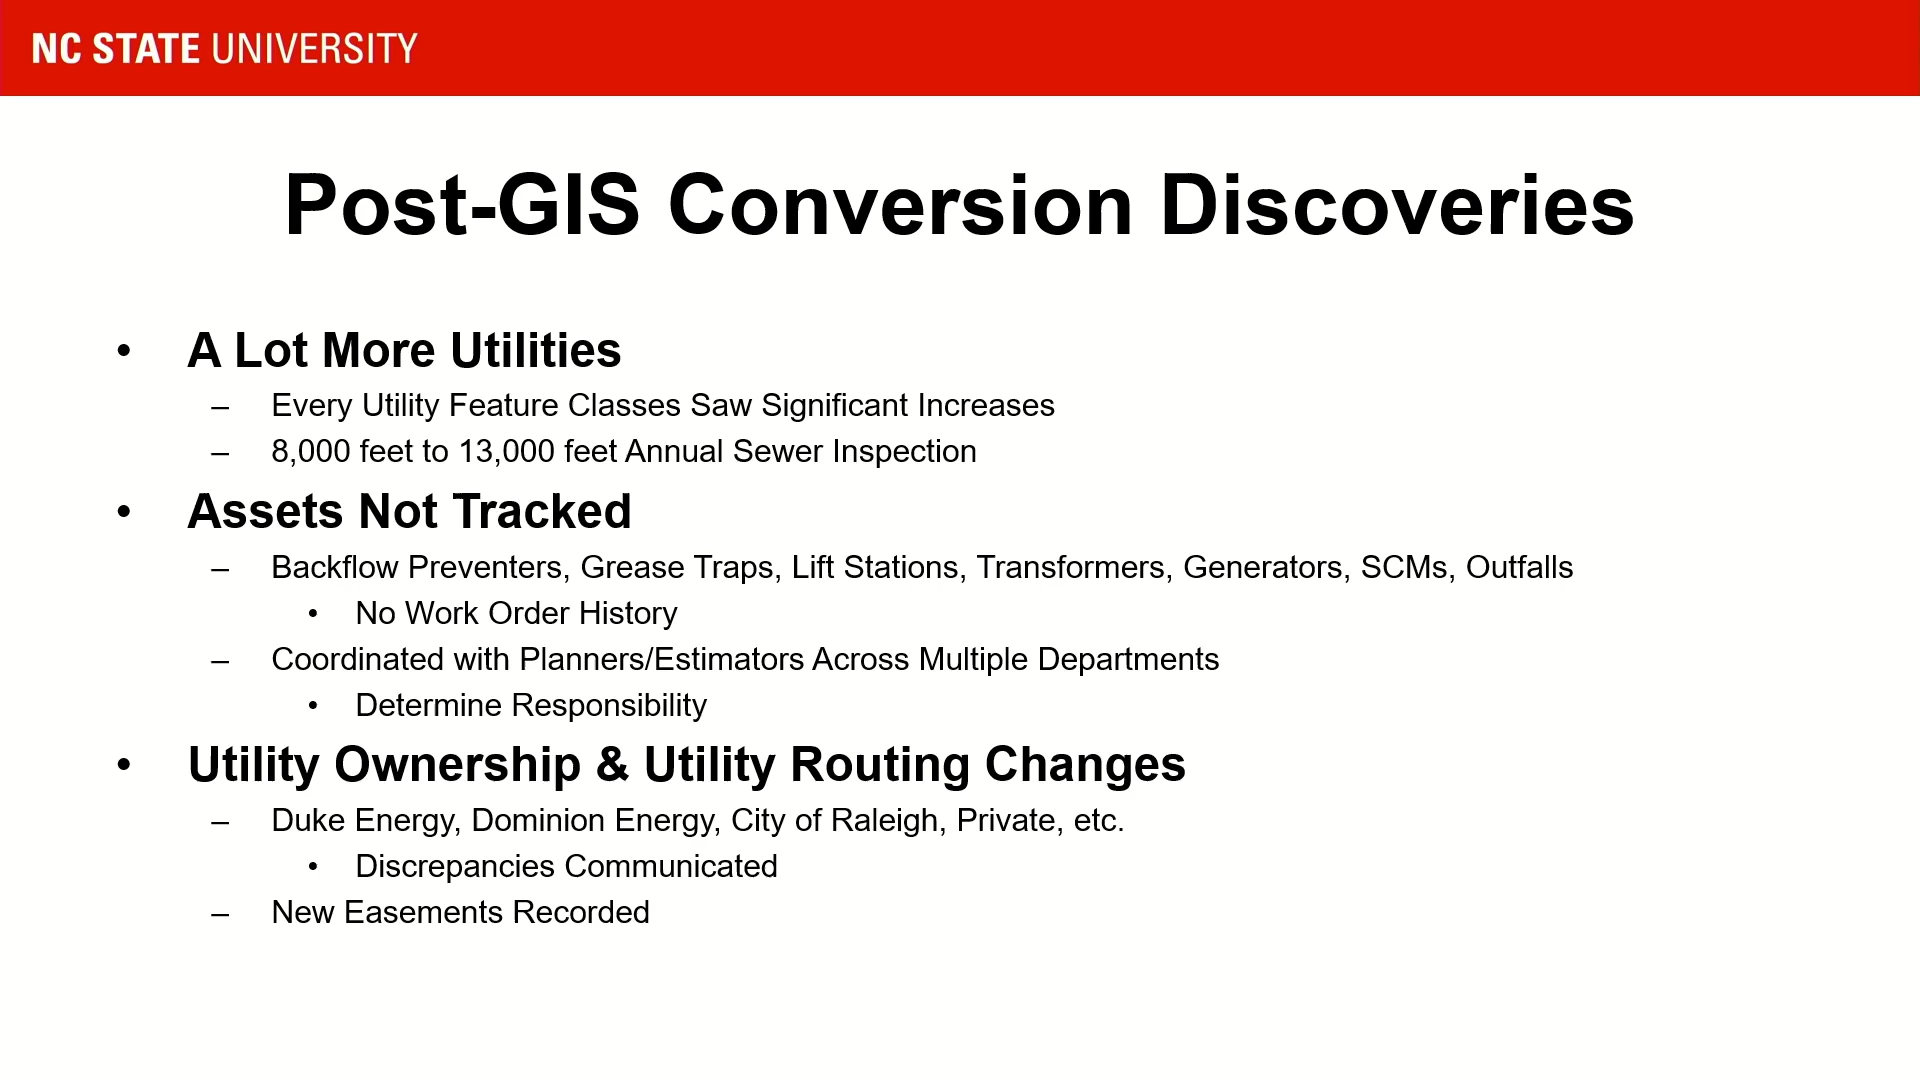 NC STATE UNIVERSITY
Post-GIS Conversion Discoveries
• A Lot More Utilities
– Every Utility Feature Classes Saw Significant Increases
– 8,000 feet to 13,000 feet Annual Sewer Inspection
• Assets Not Tracked
– Backflow Preventers, Grease Traps, Lift Stations, Transformers, Generators, SCMs, Outfalls
• No Work Order History
– Coordinated with Planners/Estimators Across Multiple Departments
• Determine Responsibility
• Utility Ownership & Utility Routing Changes
– Duke Energy, Dominion Energy, City of Raleigh, Private, etc.
• Discrepancies Communicated
– New Easements Recorded